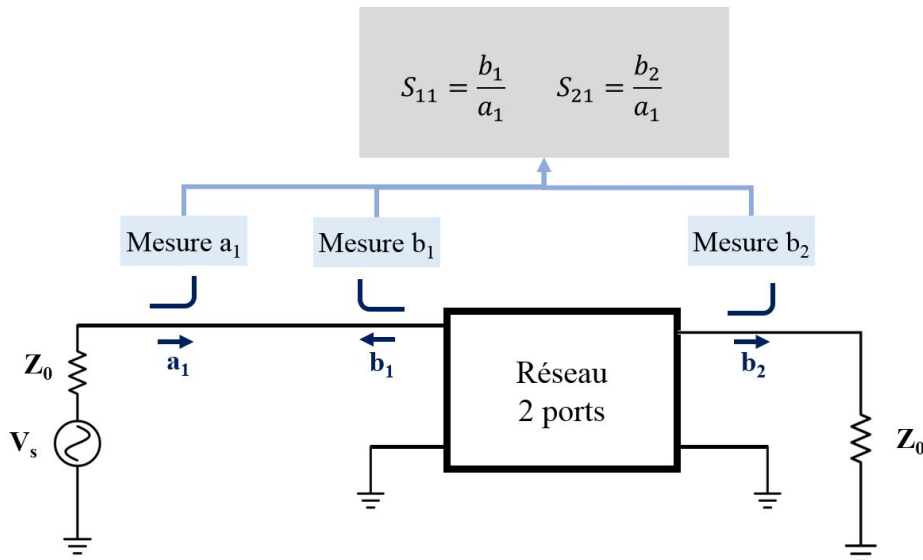 S₁₁ = b₁/a₁ S₂₁ = b₂/a₁
Mesure a₁ Mesure b₁ Mesure b₂
a₁ b₁ b₂
Z₀
Réseau
2 ports
Vₛ
Z₀